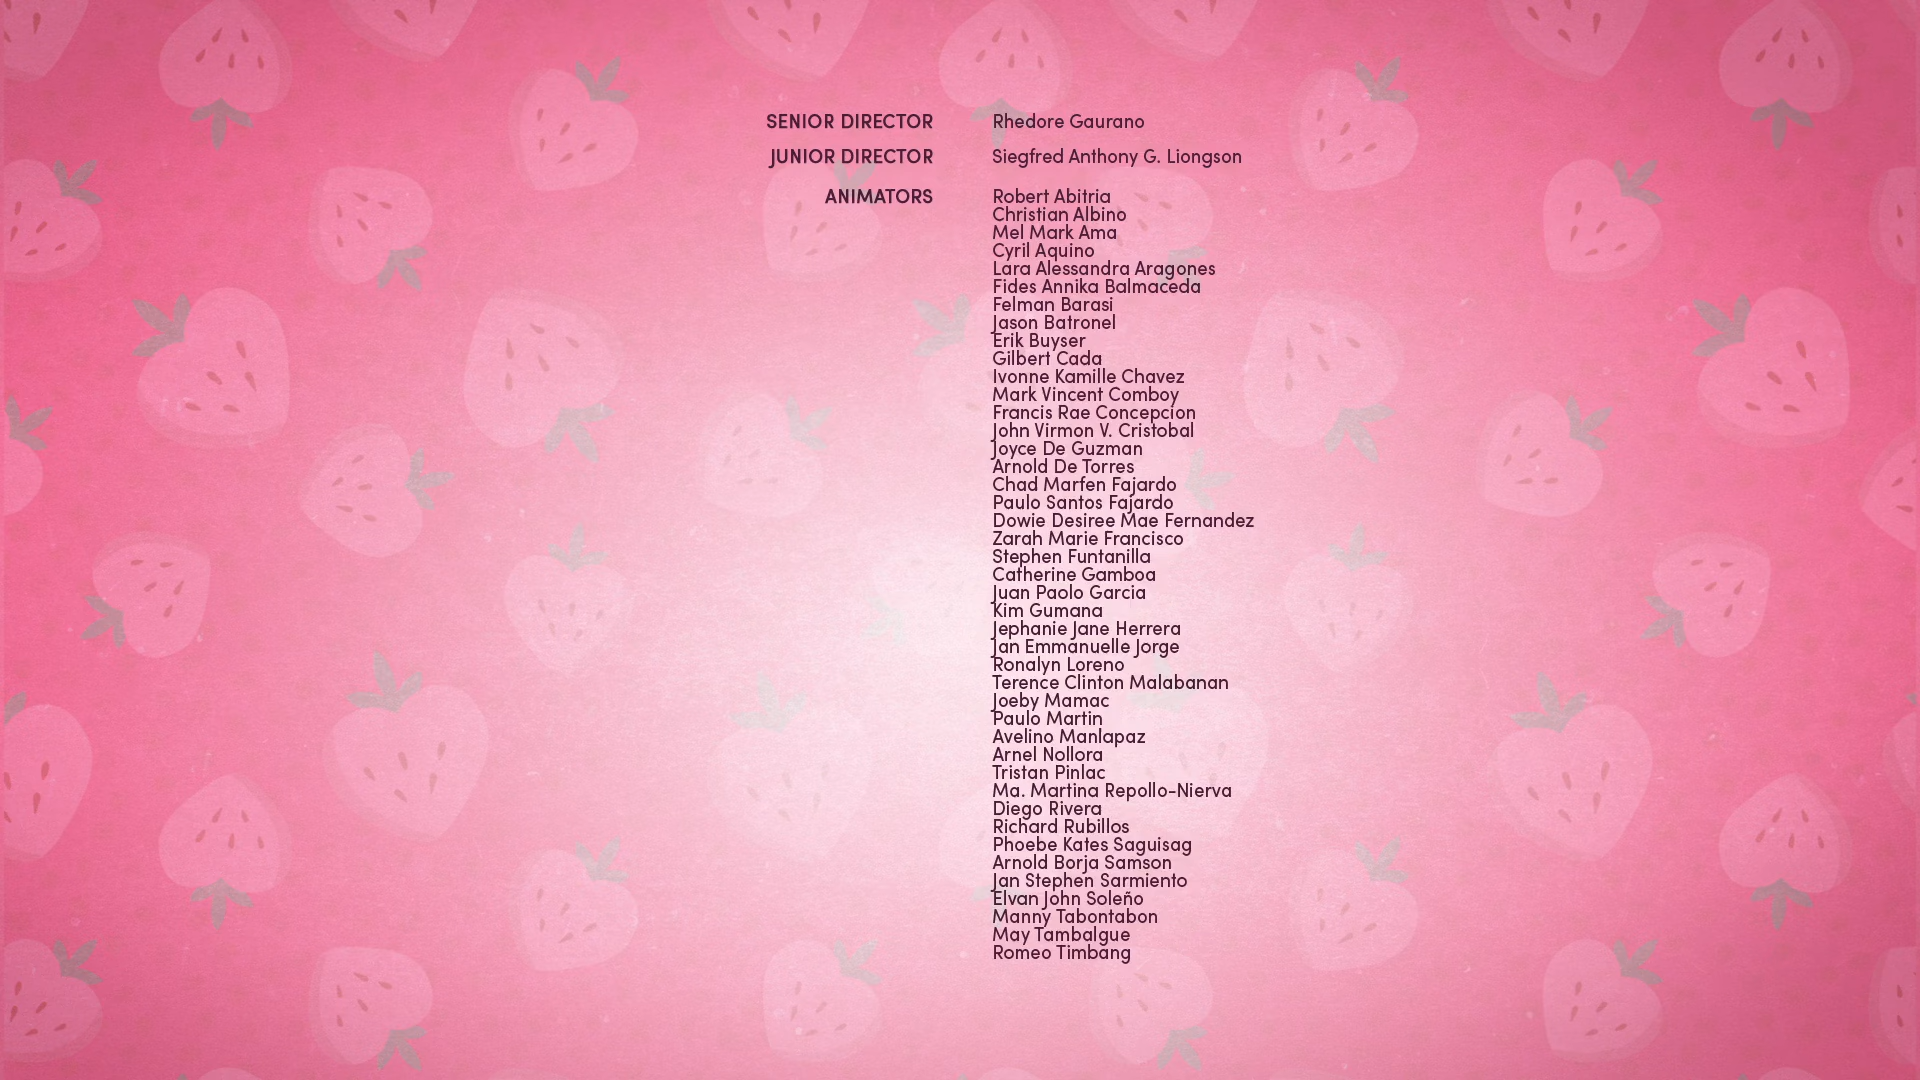 SENIOR DIRECTOR Rhedore Gaurano
JUNIOR DIRECTOR Siegfred Anthony G. Liongson
ANIMATORS Robert Abitria
Christian Albino
Mel Mark Ama
Cyril Aquino
Lara Alessandra Aragones
Fides Annika Balmaceda
Felman Barasi
Jason Batronel
Erik Buyser
Gilbert Cada
Ivonne Kamille Chavez
Mark Vincent Comboy
Francis Rae Concepcion
John Virmon V. Cristobal
Joyce De Guzman
Arnold De Torres
Chad Marfen Fajardo
Paulo Santos Fajardo
Dowie Desiree Mae Fernandez
Zarah Marie Francisco
Stephen Funtanilla
Catherine Gamboa
Juan Paolo Garcia
Kim Gumana
Jephanie Jane Herrera
Jan Emmanuelle Jorge
Ronalyn Loreno
Terence Clinton Malabanan
Joeby Mamac
Paulo Martin
Avelino Manlapaz
Arnel Nollora
Tristan Pinlac
Ma. Martina Repollo-Nierva
Diego Rivera
Richard Rubillos
Phoebe Kates Saguisag
Arnold Borja Samson
Jan Stephen Sarmiento
Elvan John Soleño
Manny Tabontabon
May Tambalgue
Romeo Timbang